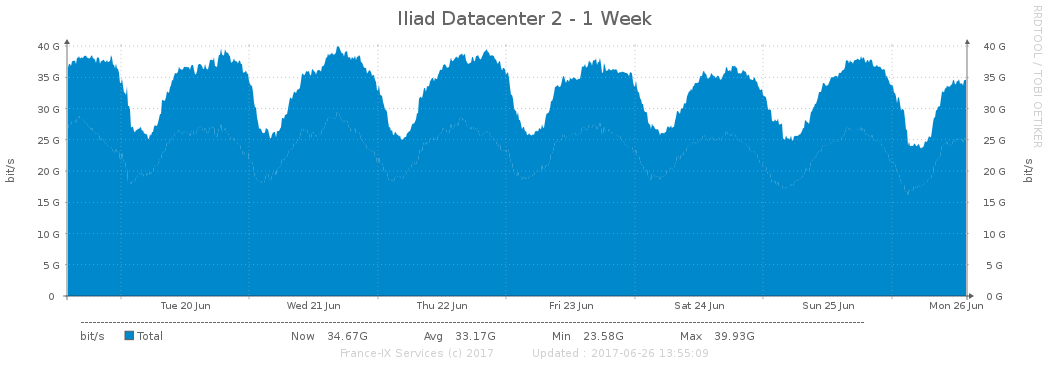 Iliad Datacenter 2 - 1 Week
RRDTOOL / TOBI OETIKER
40 G 40 G
35 G 35 G
30 G 30 G
25 G 25 G
20 G 20 G
15 G 15 G
10 G 10 G
5 G 5 G
0 0 G
bit/s bit/s
Tue 20 Jun Wed 21 Jun Thu 22 Jun Fri 23 Jun Sat 24 Jun Sun 25 Jun Mon 26 Jun
bit/s Total Now 34.67G Avg 33.17G Min 23.58G Max 39.93G
France-IX Services (c) 2017 Updated : 2017-06-26 13:55:09